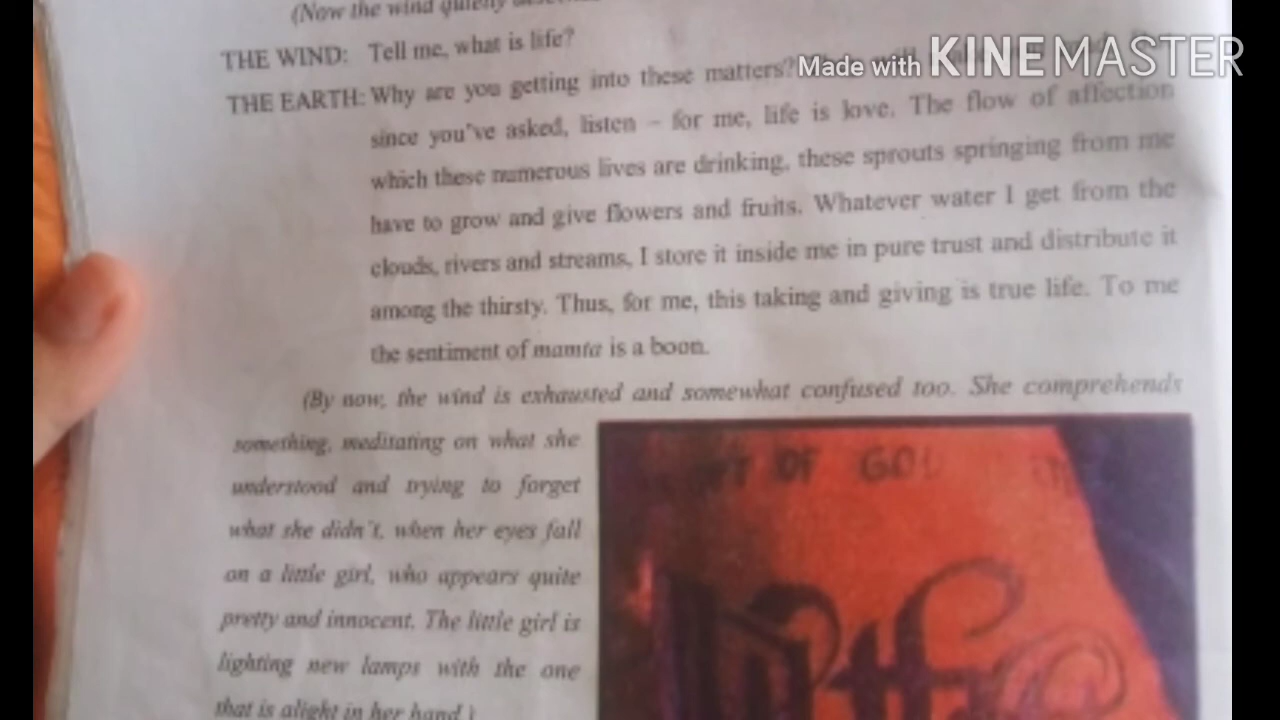 (Now the wind quietly
THE WIND: Tell me, what is life?
Made with KINEMASTER
THE EARTH: Why are you getting into these matters?
since you've asked, listen – for me, life is love. The flow of affection
which these numerous lives are drinking, these sprouts springing from me
have to grow and give flowers and fruits. Whatever water I get from the
clouds, rivers and streams, I store it inside me in pure trust and distribute it
among the thirsty. Thus, for me, this taking and giving is true life. To me
the sentiment of mamta is a boon.
(By now, the wind is exhausted and somewhat confused too. She comprehends
something, meditating on what she
understood and trying to forget
what she didn't, when her eyes fall
on a little girl, who appears quite
pretty and innocent. The little girl is
lighting new lamps with the one
that is alight in her hand.)
OF